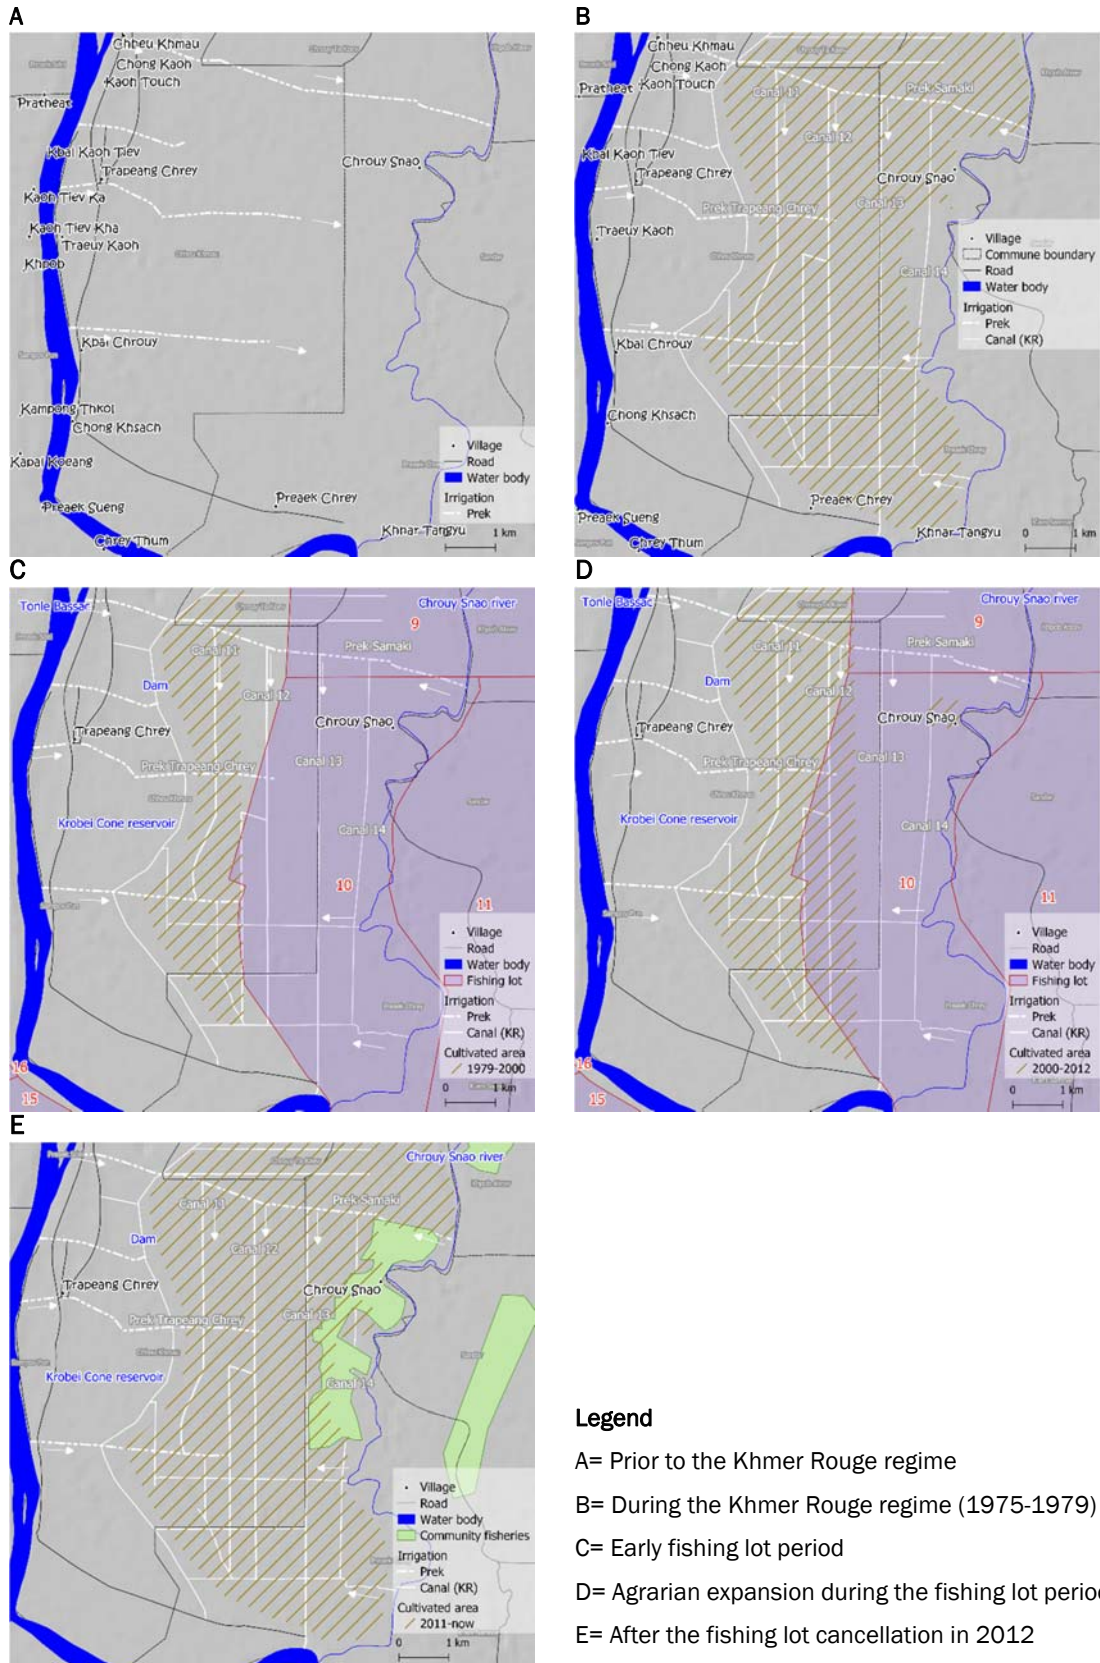 A
Chheu Khmau
Chong Kaoh
Kaoh Touch
Pratheat
Kbal Kaoh Tiev
Trapeang Chrey
Chrouy Snao
Kaoh Tiev Ka
Kaoh Tiev Kha
Traeuy Kaoh
Khpob
Kbal Chrouy
Kampong Thkol
Chong Khsach
Kapal Koeang
Preaek Sueng
Preaek Chrey
Chrey Thum
Khnar Tangyu
Village
Road
Water body
Irrigation
Prek
1 km
B
Chheu Khmau
Chong Kaoh
Pratheat Kaoh Touch
Canal 11
Prek Samaki
Canal 12
Kbal Kaoh Tiev
Trapeang Chrey
Chrouy Snao
Prek Trapeang Chrey
Canal 13
Traeuy Kaoh
Canal 14
Kbal Chrouy
Chong Khsach
Preaek Chrey
Preaek Sueng
Chrey Thum
Khnar Tangyu
Village
Commune boundary
Road
Water body
Irrigation
Prek
Canal (KR)
0 1 km
C
Tonle Bassac
Chrouy Snao river
9
Canal 11
Prek Samaki
Dam
Canal 12
Trapeang Chrey
Chrouy Snao
Prek Trapeang Chrey
Canal 13
Krobei Cone reservoir
Canal 14
10
11
16
15
Village
Road
Water body
Fishing lot
Irrigation
Prek
Canal (KR)
Cultivated area
1979-2000
0 1 km
D
Tonle Bassac
Chrouy Snao river
9
Canal 11
Prek Samaki
Dam
Canal 12
Trapeang Chrey
Chrouy Snao
Prek Trapeang Chrey
Canal 13
Krobei Cone reservoir
Canal 14
10
11
16
15
Village
Road
Water body
Fishing lot
Irrigation
Prek
Canal (KR)
Cultivated area
2000-2012
0 1 km
E
Chrouy Snao river
Canal 11
Prek Samaki
Dam
Canal 12
Trapeang Chrey
Chrouy Snao
Prek Trapeang Chrey
Canal 13
Krobei Cone reservoir
Canal 14
Village
Road
Water body
Community fisheries
Irrigation
Prek
Canal (KR)
Cultivated area
2011-now
0 1 km
Legend
A= Prior to the Khmer Rouge regime
B= During the Khmer Rouge regime (1975-1979)
C= Early fishing lot period
D= Agrarian expansion during the fishing lot perio
E= After the fishing lot cancellation in 2012